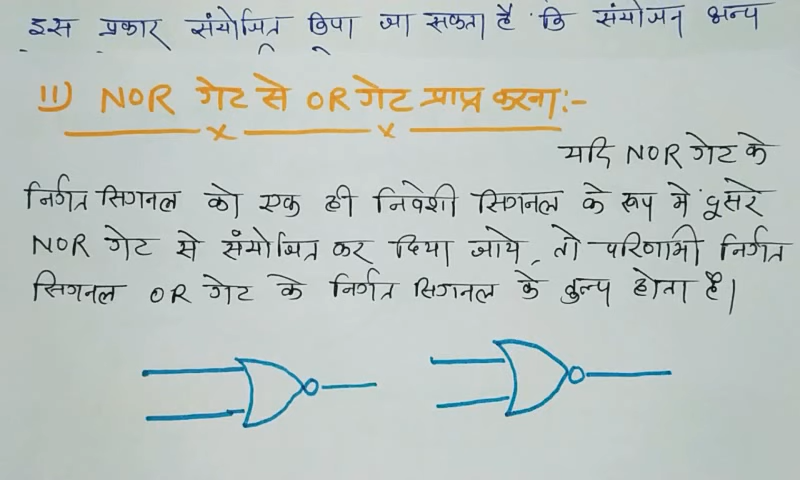 इस प्रकार संयोजित किया जा सकता है कि संयोजन अन्य
11) NOR गेट से OR गेट प्राप्त करना:-
यदि NOR गेट के
निर्गत सिगनल को एक ही निवेशी सिगनल के रूप में दूसरे
NOR गेट से संयोजित कर दिया जाये, तो परिणामी निर्गत
सिगनल OR गेट के निर्गत सिगनल के तुल्य होता है।